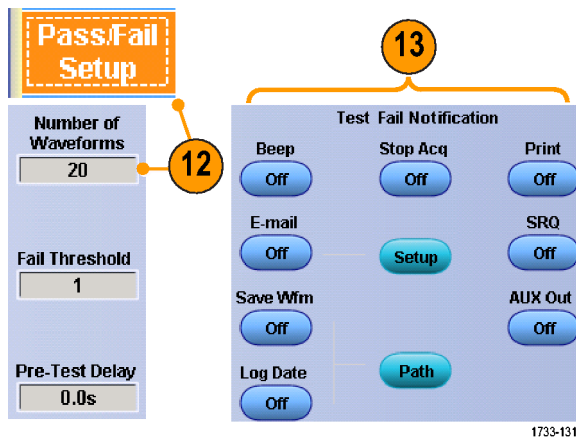 Pass/Fail
Setup
Number of
Waveforms
20
12
Fail Threshold
1
Pre-Test Delay
0.0s
13
Test Fail Notification
Beep
Stop Acq
Print
Off
Off
Off
E-mail
SRQ
Off
Setup
Off
Save Wfm
AUX Out
Off
Off
Log Date
Path
Off
1733-131